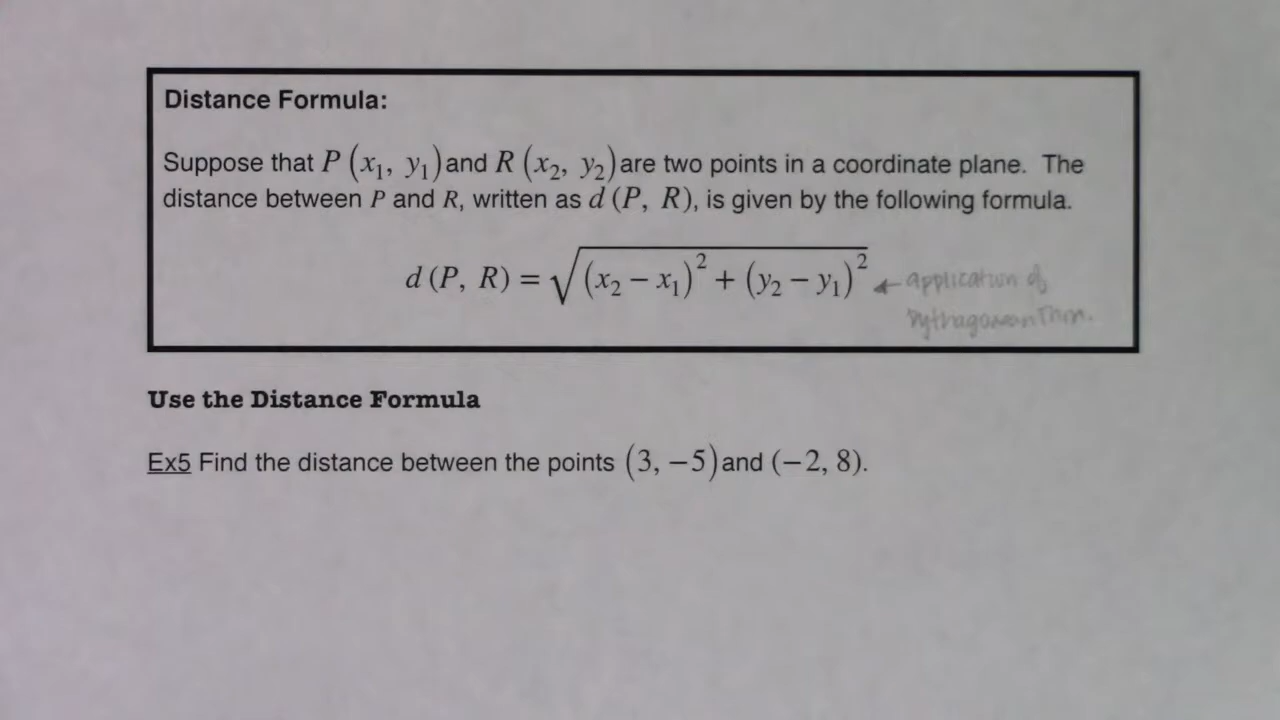 Distance Formula:
Suppose that P (x₁, y₁) and R (x₂, y₂) are two points in a coordinate plane. The
distance between P and R, written as d (P, R), is given by the following formula.
d (P, R) = √((x₂ − x₁)² + (y₂ − y₁)²) ← application of
Pythagorean Thm.
Use the Distance Formula
Ex5 Find the distance between the points (3, −5) and (−2, 8).